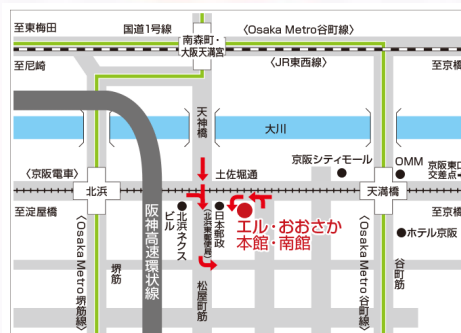 至東梅田
国道1号線
〈Osaka Metro谷町線〉
南森町・
大阪天満宮
至尼崎
〈JR東西線〉
至京橋
天神橋
大川
京阪シティモール
OMM
京阪東口
交差点
〈京阪電車〉
土佐堀通
北浜
天満橋
至淀屋橋
至京橋
エル・おおさか
本館・南館
日本郵政
(北浜東郵便局)
北浜ネクス
ビル
ホテル京阪
阪神高速環状線
〈Osaka Metro堺筋線〉
堺筋
松屋町筋
〈Osaka Metro谷町線〉
谷町筋